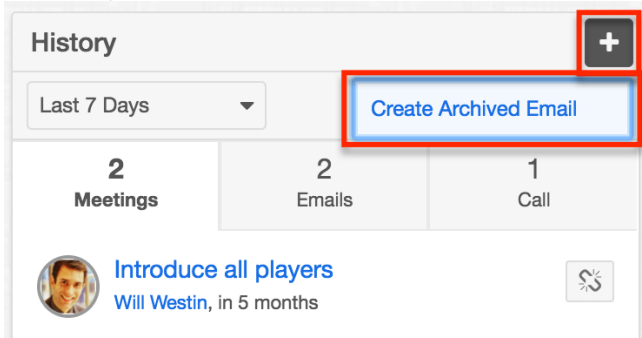 History
Last 7 Days
Create Archived Email
2 2 1
Meetings Emails Call
Introduce all players
Will Westin, in 5 months